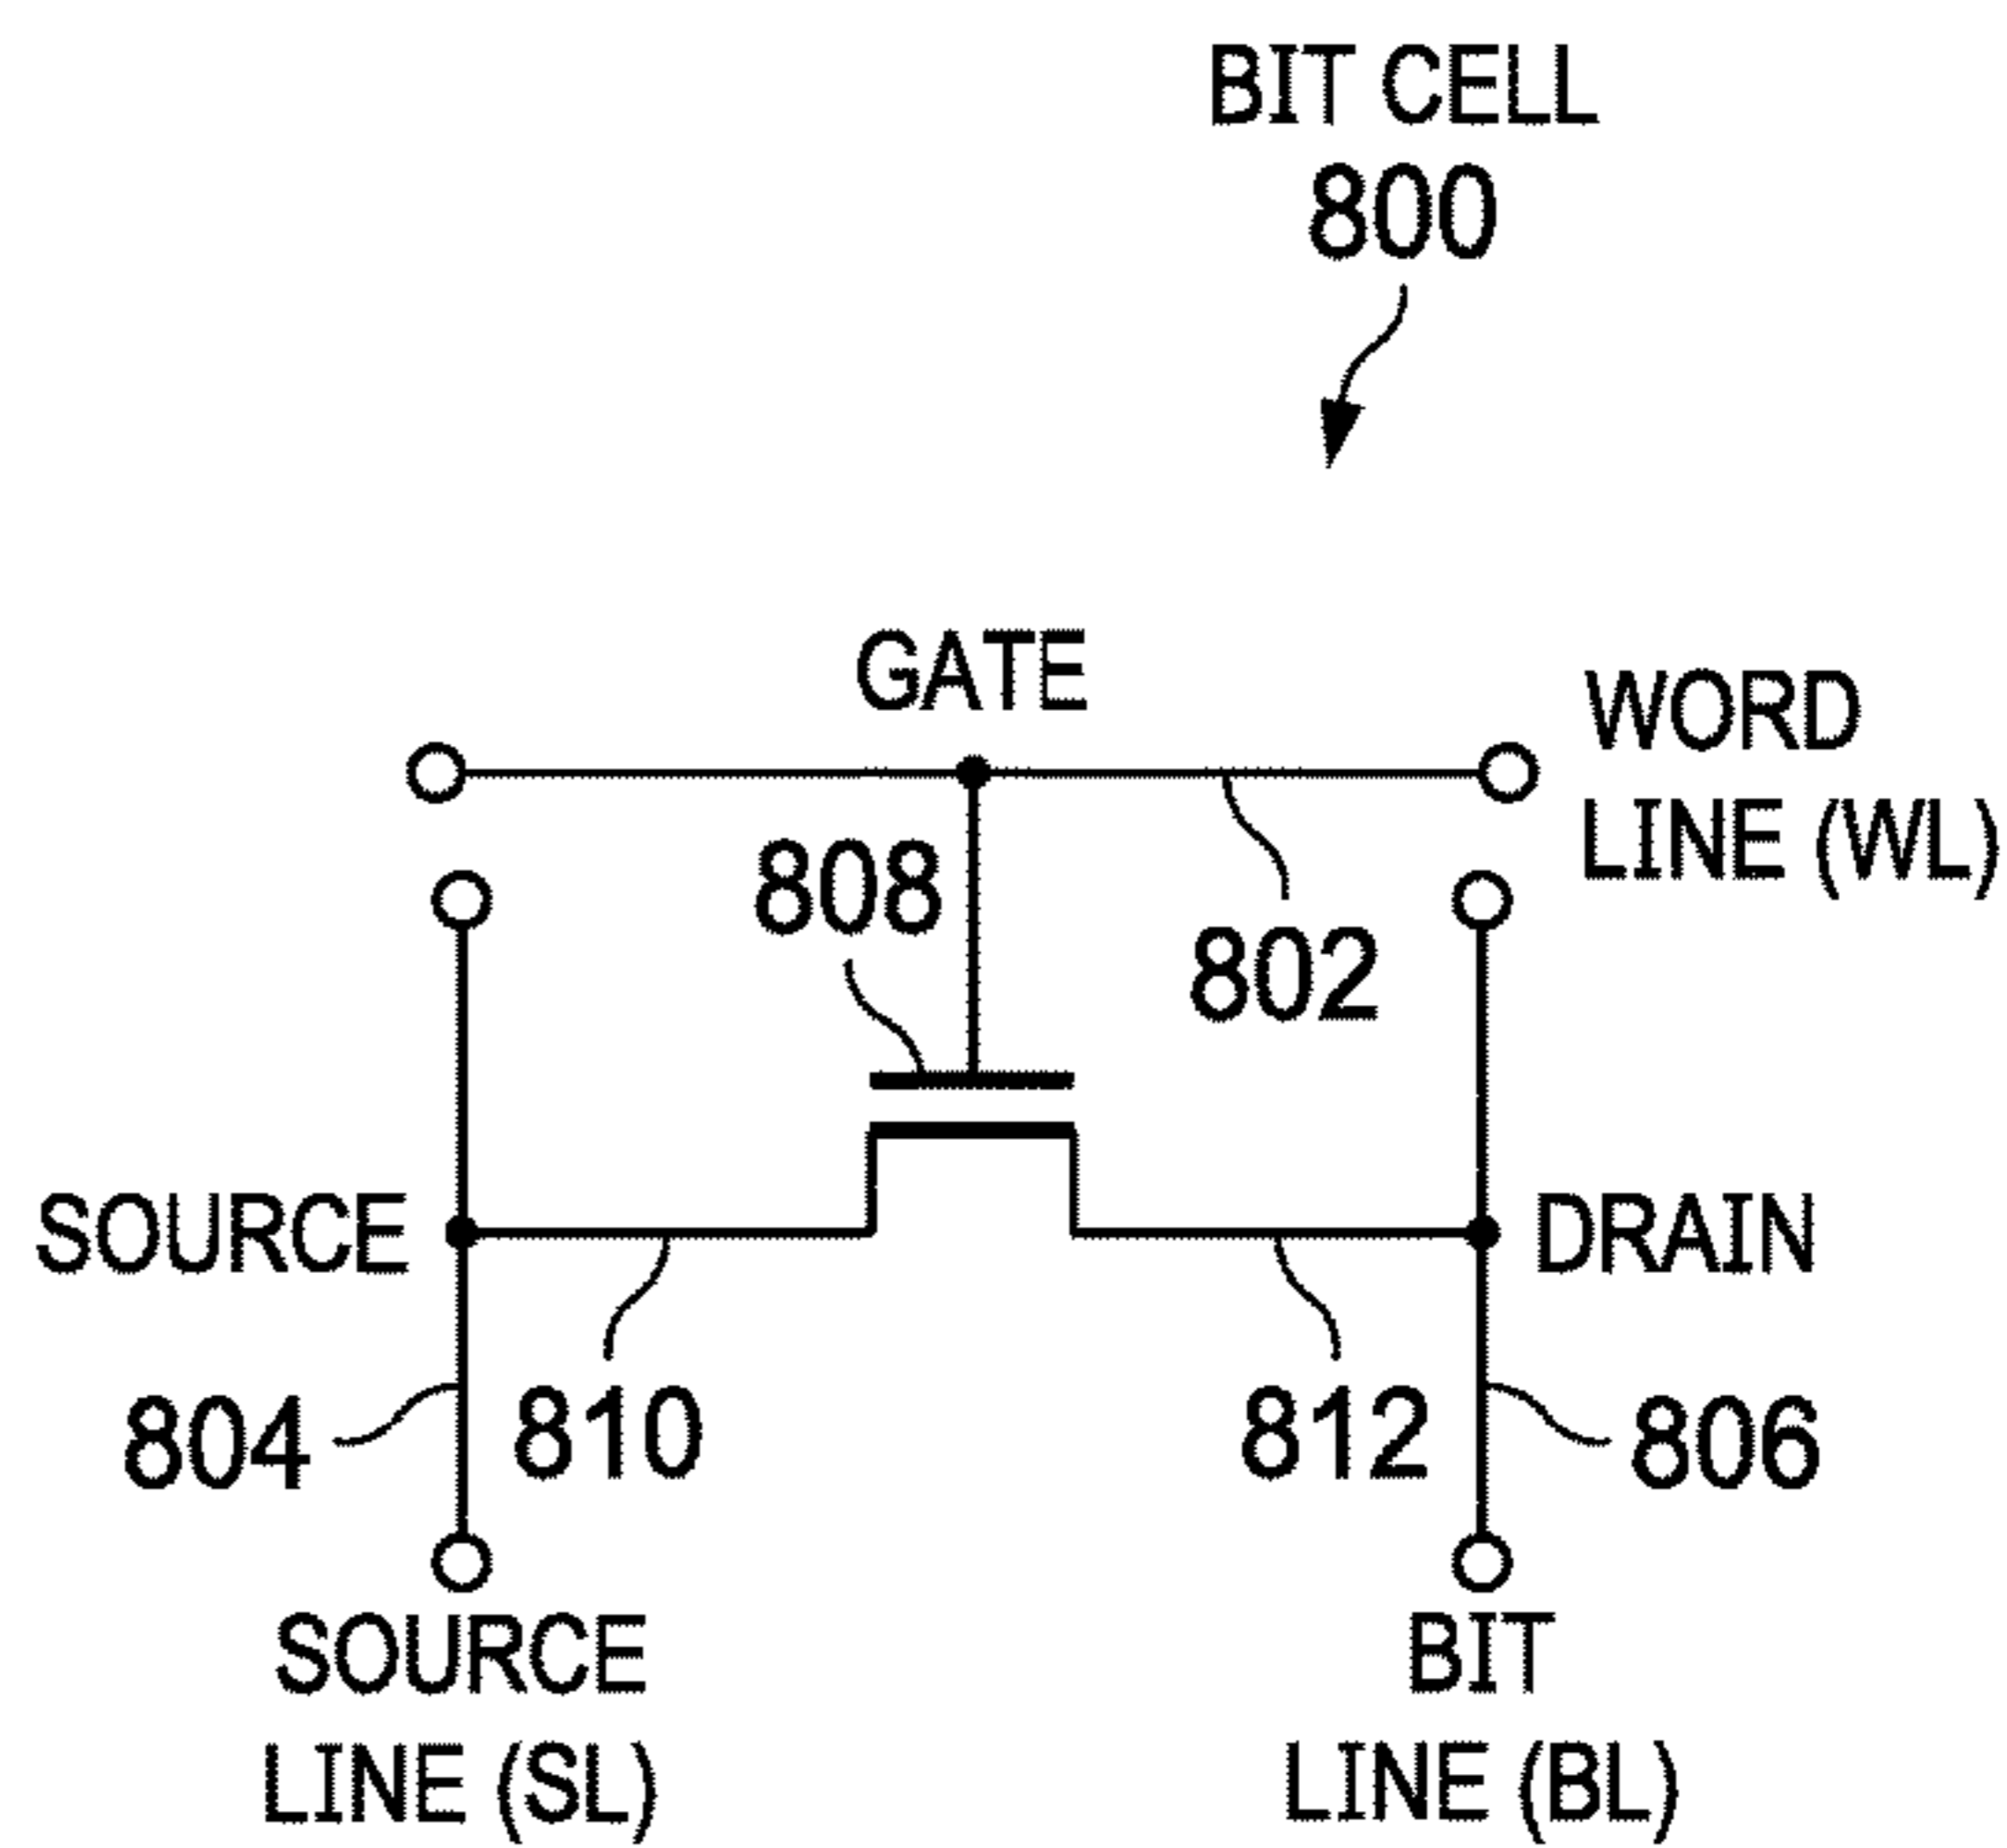 BIT CELL
800
GATE
WORD
LINE (WL)
808
802
SOURCE
DRAIN
804
810
812
806
SOURCE
LINE (SL)
BIT
LINE (BL)